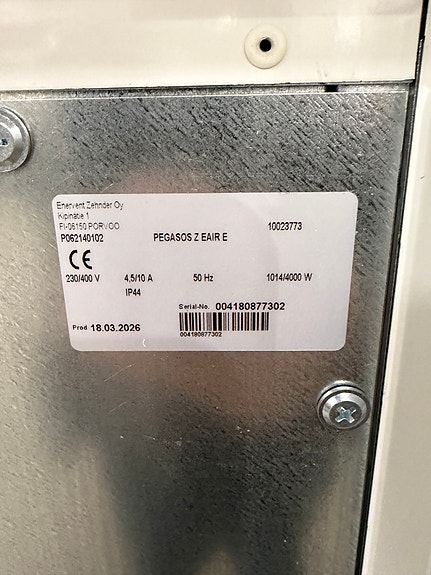 Enervent Zehnder Oy
Kipinätie 1
FI-06150 PORVOO 10023773
P062140102 PEGASOS Z EAIR E
CE
230/400 V 4,5/10 A 50 Hz 1014/4000 W
IP44
Serial-No. 004180877302
Prod 18.03.2026
004180877302